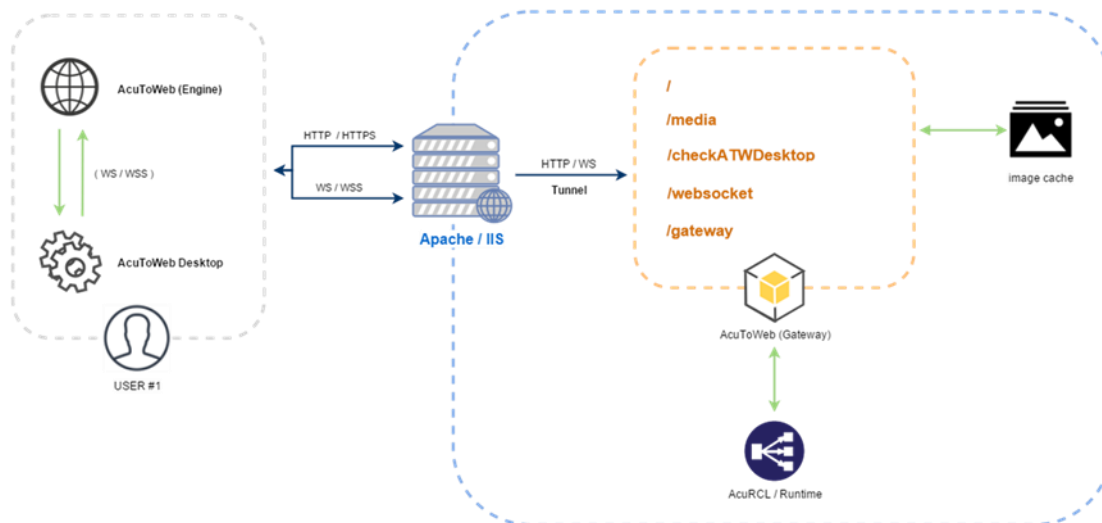 AcuToWeb (Engine)
( WS / WSS )
AcuToWeb Desktop
USER #1
HTTP / HTTPS
WS / WSS
Apache / IIS
HTTP / WS
Tunnel
/
/media
/checkATWDesktop
/websocket
/gateway
AcuToWeb (Gateway)
image cache
AcuRCL / Runtime